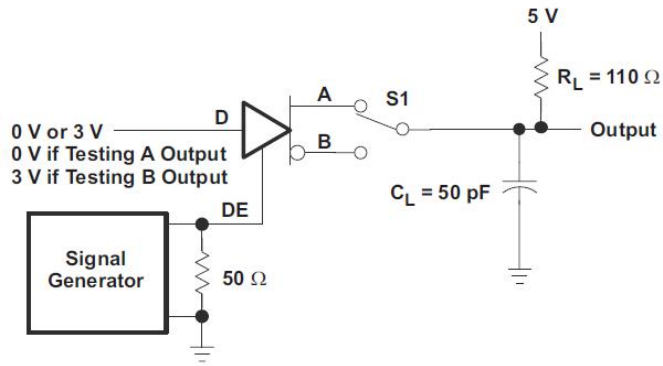 5 V
R_L = 110 Ω
A
S1
D
0 V or 3 V
Output
0 V if Testing A Output
B
3 V if Testing B Output
C_L = 50 pF
DE
Signal
Generator
50 Ω